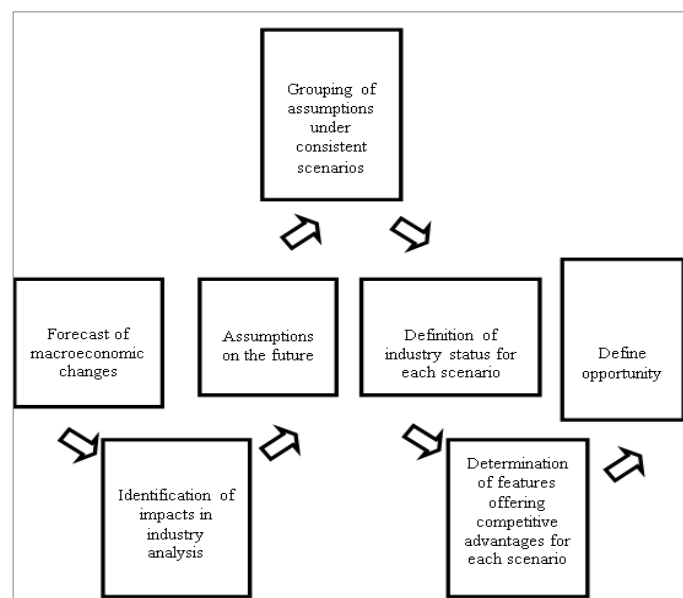 Grouping of
assumptions
under
consistent
scenarios
Forecast of
macroeconomic
changes
Assumptions
on the future
Definition of
industry status for
each scenario
Define
opportunity
Identification of
impacts in
industry
analysis
Determination
of features
offering
competitive
advantages for
each scenario